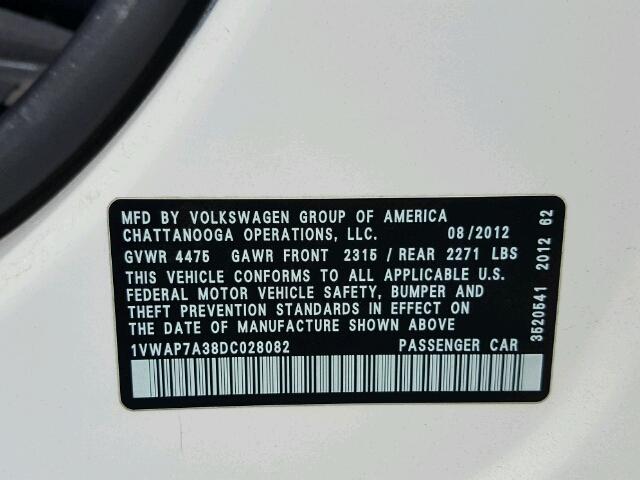 MFD BY VOLKSWAGEN GROUP OF AMERICA
CHATTANOOGA OPERATIONS, LLC. 08/2012
GVWR 4475 GAWR FRONT 2315 / REAR 2271 LBS
THIS VEHICLE CONFORMS TO ALL APPLICABLE U.S.
FEDERAL MOTOR VEHICLE SAFETY, BUMPER AND
THEFT PREVENTION STANDARDS IN EFFECT ON
THE DATE OF MANUFACTURE SHOWN ABOVE
1VWAP7A38DC028082 PASSENGER CAR
3520541 2012 62